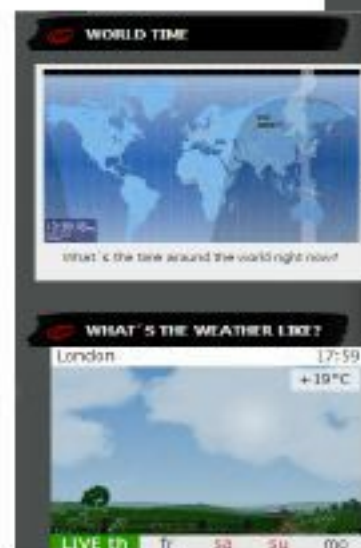 WORLD TIME
What´s the time around the world right now?
WHAT´S THE WEATHER LIKE?
London 17:59
+19°C
LIVE th fr sa su mo